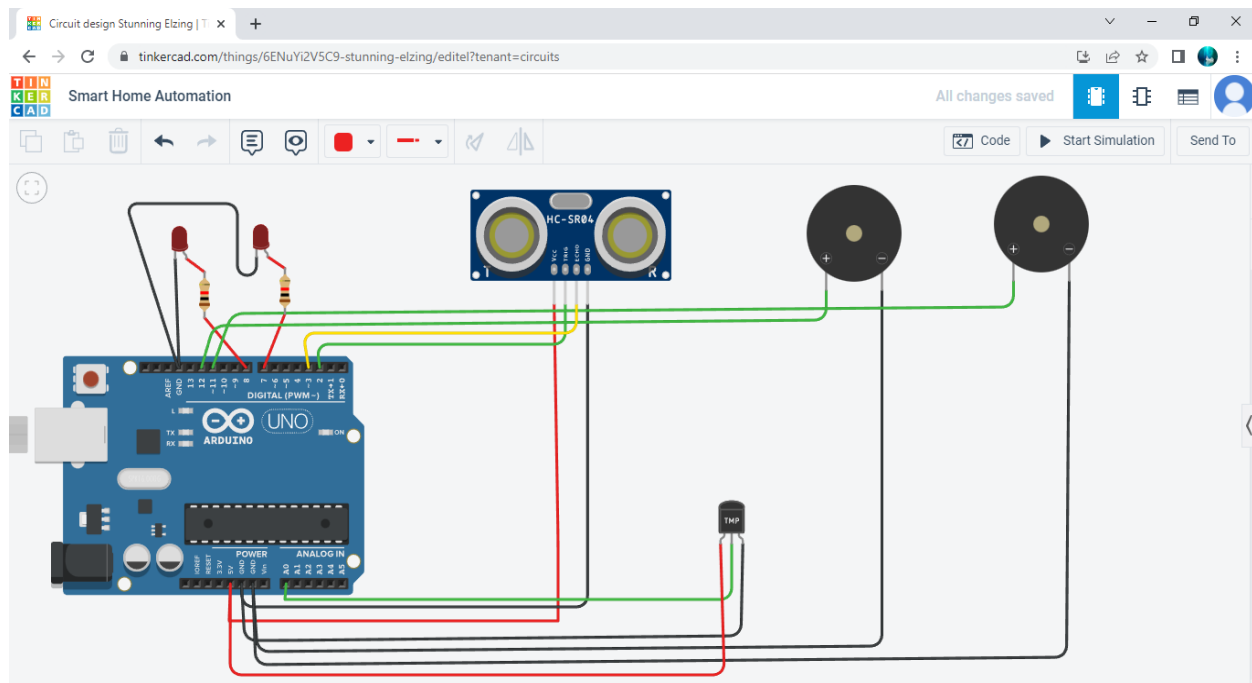 Circuit design Stunning Elzing | T
tinkercad.com/things/6ENuYi2V5C9-stunning-elzing/editel?tenant=circuits
TIN
KER
CAD
Smart Home Automation
All changes saved
Code
Start Simulation
Send To
HC-SR04
VCC
TRIG
ECHO
GND
T
R
+
−
+
−
AREF
GND
13
12
~11
~10
~9
8
7
~6
~5
4
~3
2
TX→1
RX←0
DIGITAL (PWM~)
L
TX
RX
ARDUINO
UNO
ON
TMP
IOREF
RESET
3.3V
5V
GND
GND
Vin
POWER
ANALOG IN
A0
A1
A2
A3
A4
A5